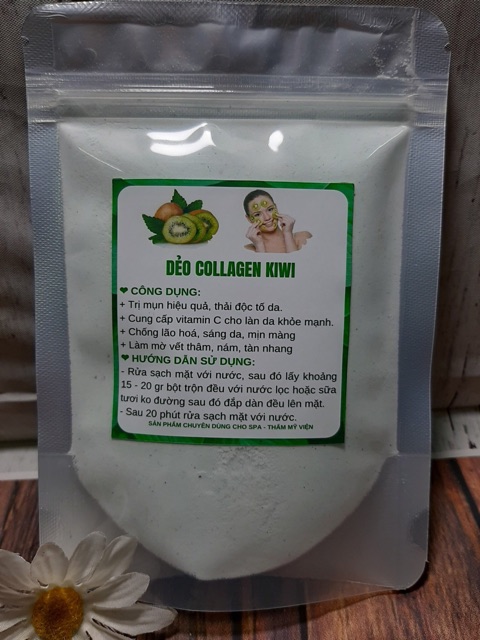 DẺO COLLAGEN KIWI
❤ CÔNG DỤNG:
+ Trị mụn hiệu quả, thải độc tố da.
+ Cung cấp vitamin C cho làn da khỏe mạnh.
+ Chống lão hoá, sáng da, mịn màng
+ Làm mờ vết thâm, nám, tàn nhang
❤ HƯỚNG DẪN SỬ DỤNG:
- Rửa sạch mặt với nước, sau đó lấy khoảng
15 - 20 gr bột trộn đều với nước lọc hoặc sữa
tươi ko đường sau đó đắp dàn đều lên mặt.
- Sau 20 phút rửa sạch mặt với nước.
SẢN PHẨM CHUYÊN DÙNG CHO SPA - THẨM MỸ VIỆN